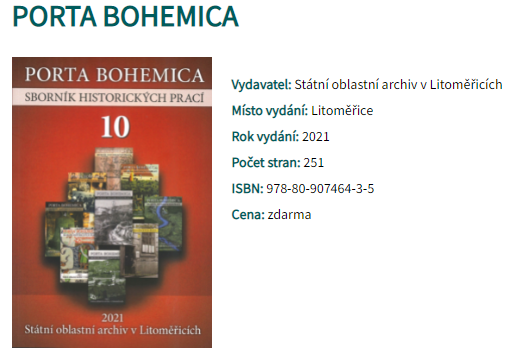 PORTA BOHEMICA
PORTA BOHEMICA
SBORNÍK HISTORICKÝCH PRACÍ
10
2021
Státní oblastní archiv v Litoměřicích
Vydavatel: Státní oblastní archiv v Litoměřicích
Místo vydání: Litoměřice
Rok vydání: 2021
Počet stran: 251
ISBN: 978-80-907464-3-5
Cena: zdarma